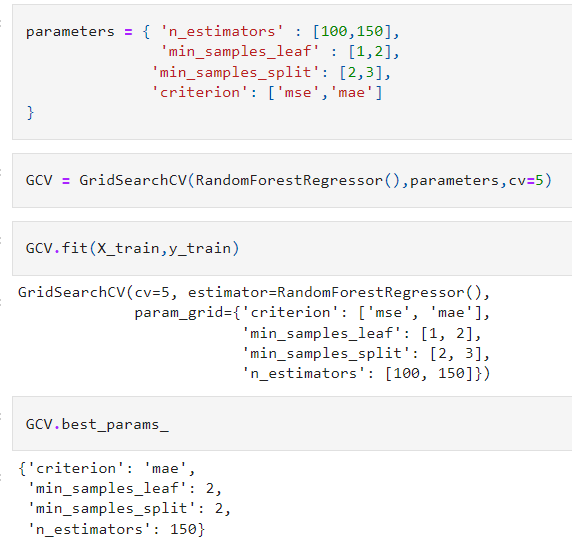 parameters = { 'n_estimators' : [100,150],
'min_samples_leaf' : [1,2],
'min_samples_split': [2,3],
'criterion': ['mse','mae']
}
GCV = GridSearchCV(RandomForestRegressor(),parameters,cv=5)
GCV.fit(X_train,y_train)
GridSearchCV(cv=5, estimator=RandomForestRegressor(),
param_grid={'criterion': ['mse', 'mae'],
'min_samples_leaf': [1, 2],
'min_samples_split': [2, 3],
'n_estimators': [100, 150]})
GCV.best_params_
{'criterion': 'mae',
'min_samples_leaf': 2,
'min_samples_split': 2,
'n_estimators': 150}